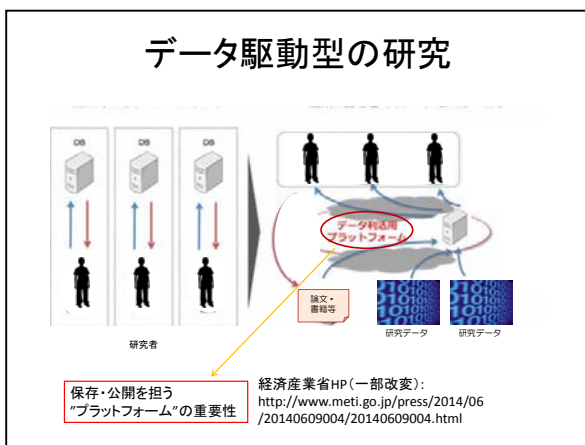 データ駆動型の研究
DB
DB
DB
研究者
データ利活用
プラットフォーム
論文・
書籍等
研究データ
研究データ
保存・公開を担う
”プラットフォーム”の重要性
経済産業省HP(一部改変):
http://www.meti.go.jp/press/2014/06
/20140609004/20140609004.html